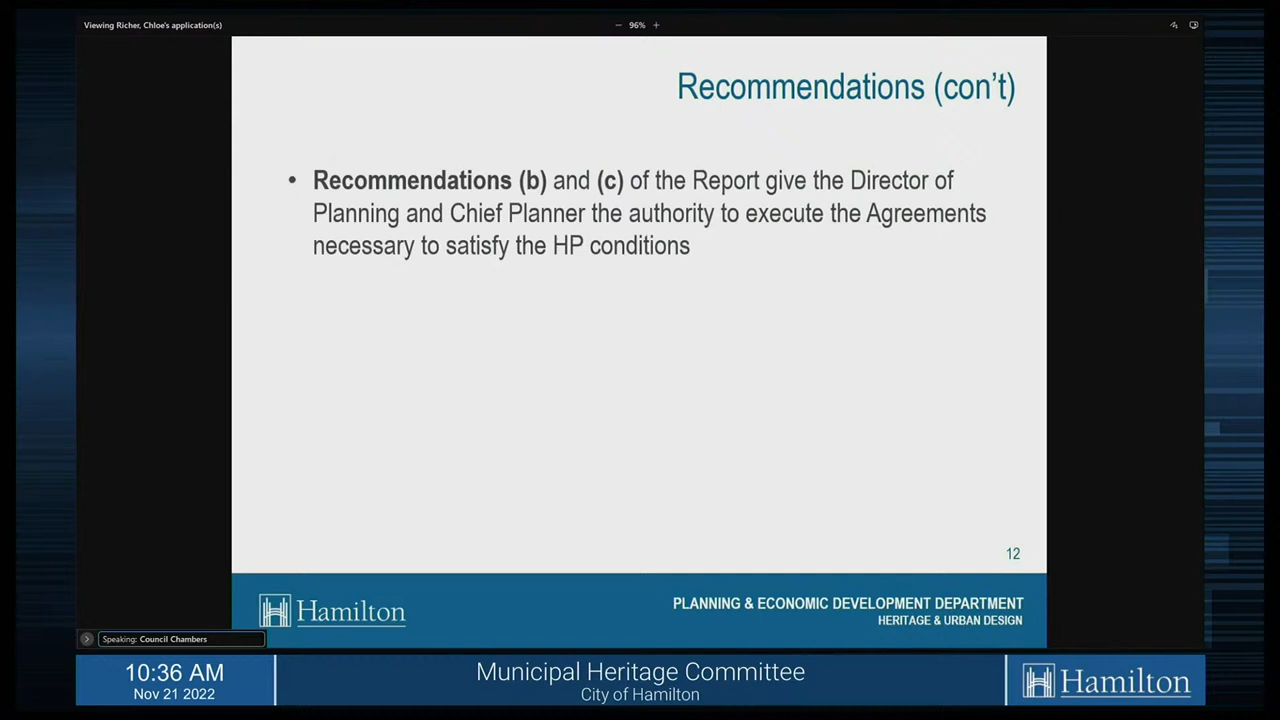 Viewing Richer, Chloe's application(s)
96%
Recommendations (con't)
• Recommendations (b) and (c) of the Report give the Director of
Planning and Chief Planner the authority to execute the Agreements
necessary to satisfy the HP conditions
12
Hamilton
PLANNING & ECONOMIC DEVELOPMENT DEPARTMENT
HERITAGE & URBAN DESIGN
Speaking: Council Chambers
10:36 AM
Nov 21 2022
Municipal Heritage Committee
City of Hamilton
Hamilton